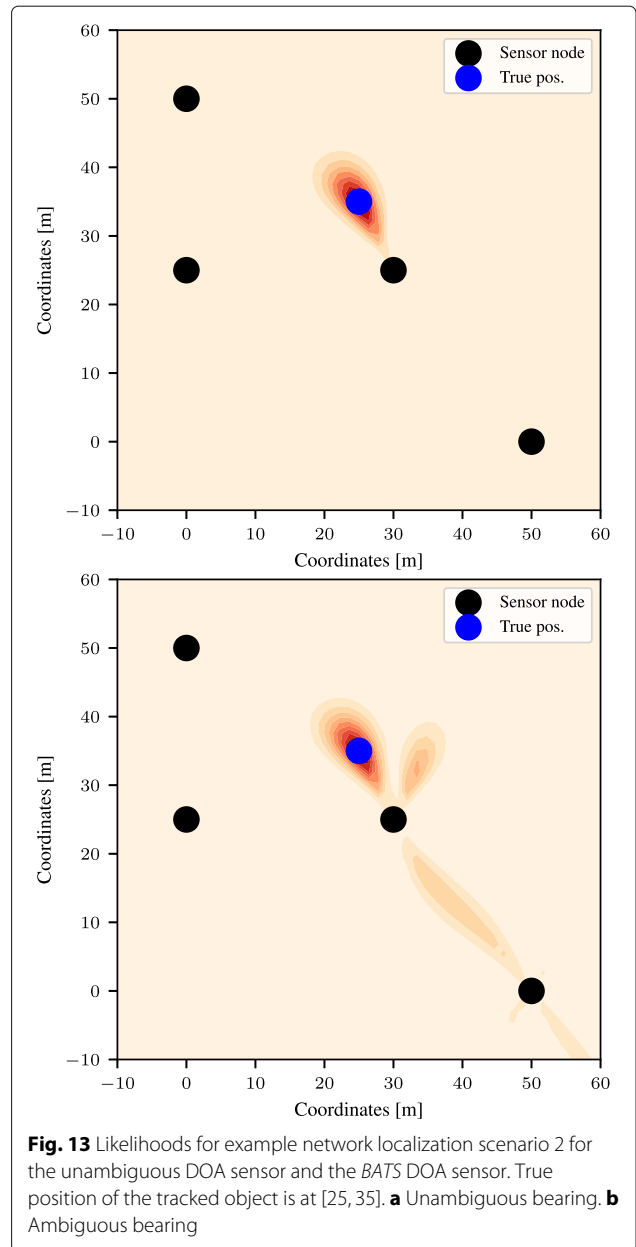 60
50
40
30
20
10
0
−10
Coordinates [m]
Sensor node
True pos.
−10
0
10
20
30
40
50
60
Coordinates [m]
60
50
40
30
20
10
0
−10
Coordinates [m]
Sensor node
True pos.
−10
0
10
20
30
40
50
60
Coordinates [m]
Fig. 13 Likelihoods for example network localization scenario 2 for
the unambiguous DOA sensor and the BATS DOA sensor. True
position of the tracked object is at [25, 35]. a Unambiguous bearing. b
Ambiguous bearing